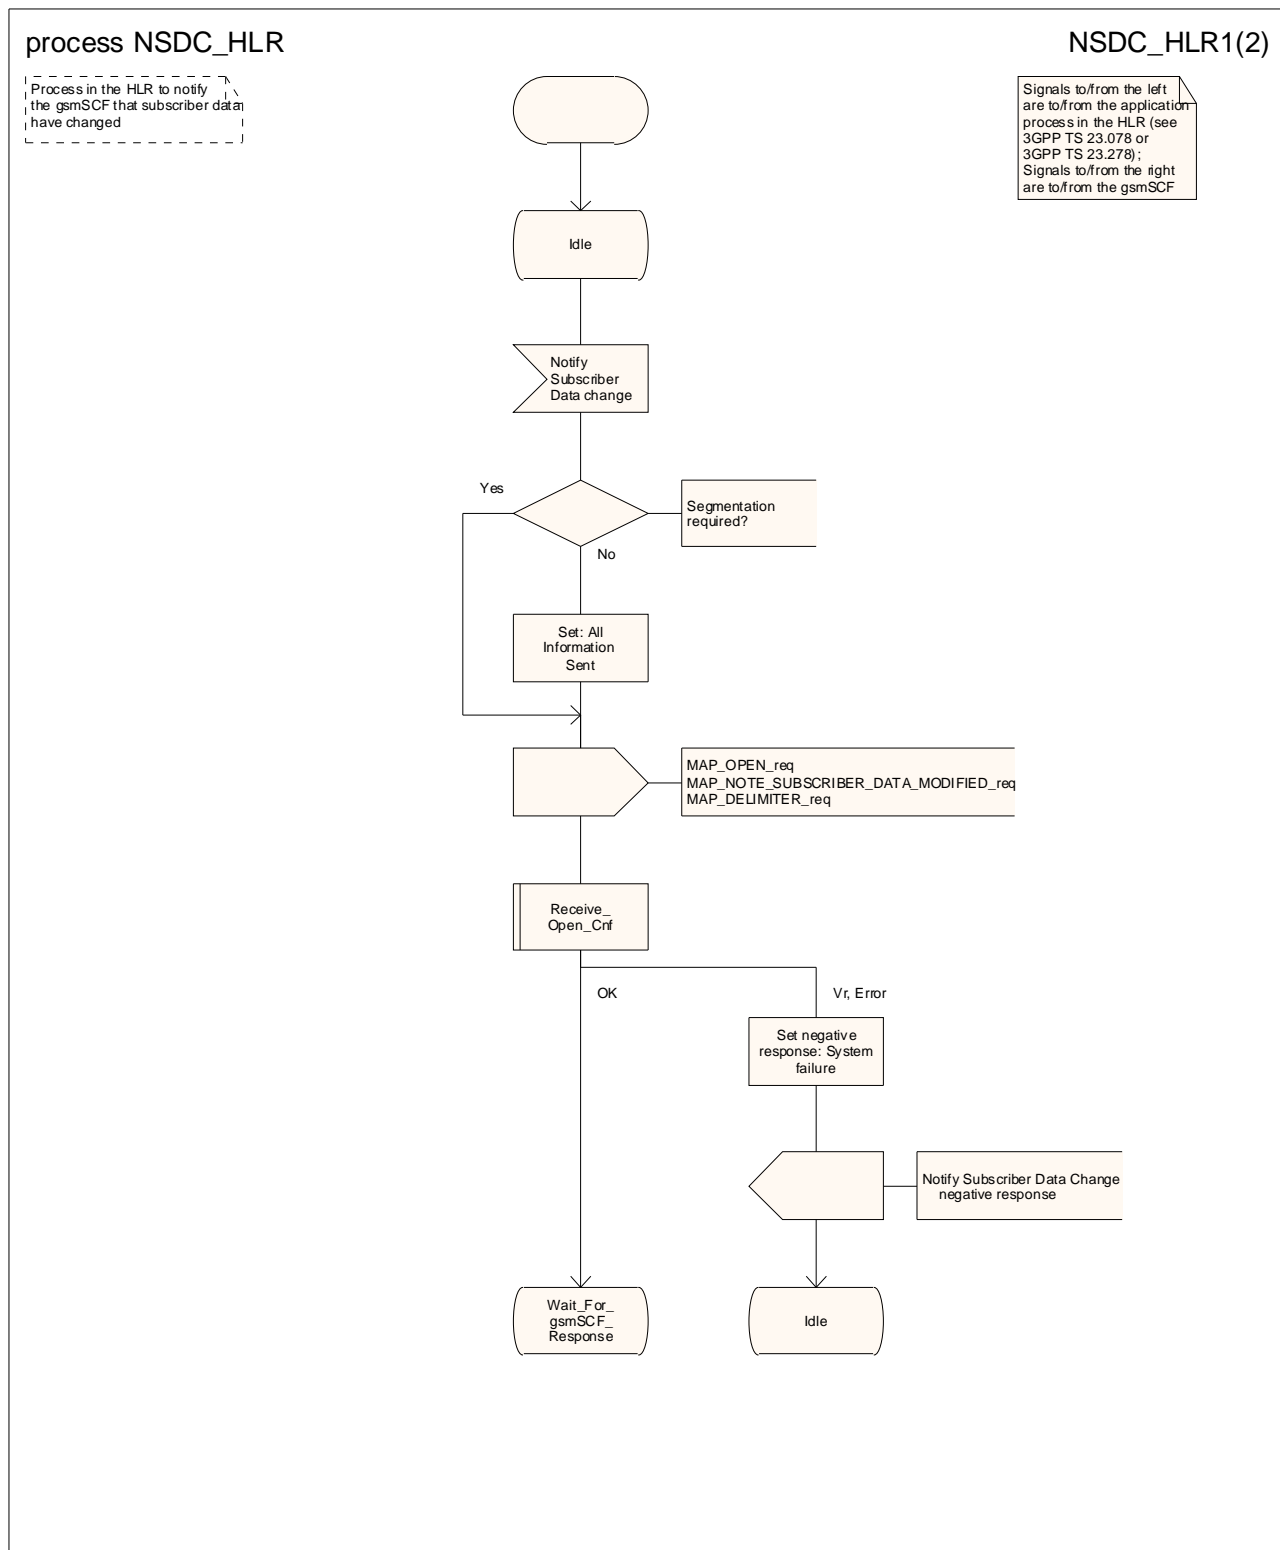 process NSDC_HLR
NSDC_HLR1(2)
Process in the HLR to notify
the gsmSCF that subscriber data
have changed
Signals to/from the left
are to/from the application
process in the HLR (see
3GPP TS 23.078 or
3GPP TS 23.278);
Signals to/from the right
are to/from the gsmSCF
Idle
Notify
Subscriber
Data change
Yes
Segmentation
required?
No
Set: All
Information
Sent
MAP_OPEN_req
MAP_NOTE_SUBSCRIBER_DATA_MODIFIED_req
MAP_DELIMITER_req
Receive_
Open_Cnf
OK
Vr, Error
Set negative
response: System
failure
Notify Subscriber Data Change
negative response
Wait_For_
gsmSCF_
Response
Idle